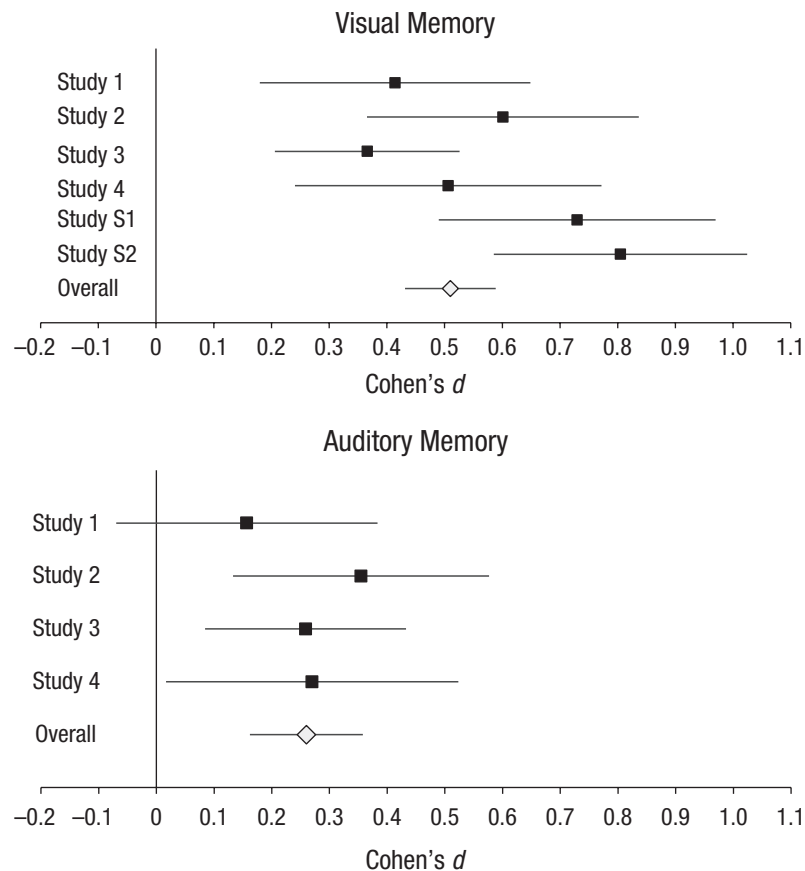 Visual Memory
Study 1
Study 2
Study 3
Study 4
Study S1
Study S2
Overall
–0.2 –0.1 0 0.1 0.2 0.3 0.4 0.5 0.6 0.7 0.8 0.9 1.0 1.1
Cohen's d
Auditory Memory
Study 1
Study 2
Study 3
Study 4
Overall
–0.2 –0.1 0 0.1 0.2 0.3 0.4 0.5 0.6 0.7 0.8 0.9 1.0 1.1
Cohen's d